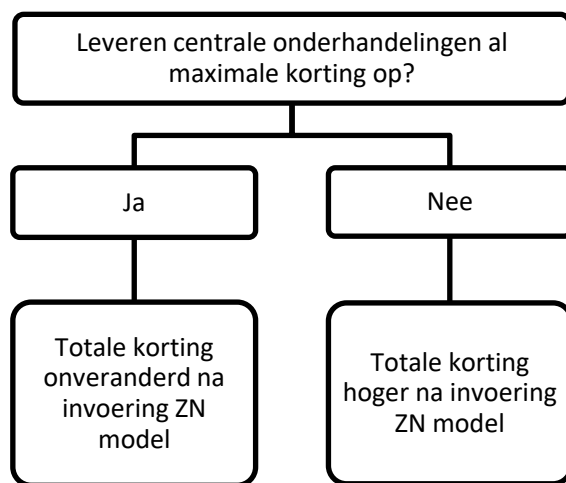 Leveren centrale onderhandelingen al
maximale korting op?
Ja
Nee
Totale korting
onveranderd na
invoering ZN
model
Totale korting
hoger na invoering
ZN model